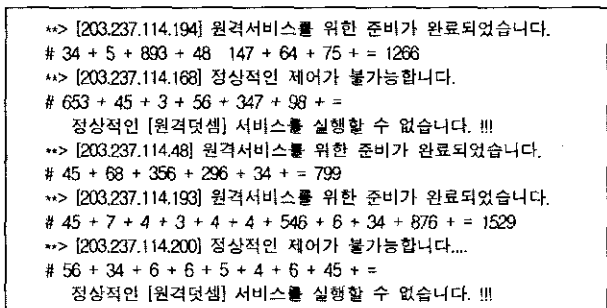 **> [203.237.114.194] 원격서비스를 위한 준비가 완료되었습니다.
# 34 + 5 + 893 + 48 147 + 64 + 75 + = 1266
**> [203.237.114.168] 정상적인 제어가 불가능합니다.
# 653 + 45 + 3 + 56 + 347 + 98 + =
정상적인 [원격덧셈] 서비스를 실행할 수 없습니다. !!!
**> [203.237.114.48] 원격서비스를 위한 준비가 완료되었습니다.
# 45 + 68 + 356 + 296 + 34 + = 799
**> [203.237.114.193] 원격서비스를 위한 준비가 완료되었습니다.
# 45 + 7 + 4 + 3 + 4 + 4 + 546 + 6 + 34 + 876 + = 1529
**> [203.237.114.200] 정상적인 제어가 불가능합니다....
# 56 + 34 + 6 + 6 + 5 + 4 + 6 + 45 + =
정상적인 [원격덧셈] 서비스를 실행할 수 없습니다. !!!